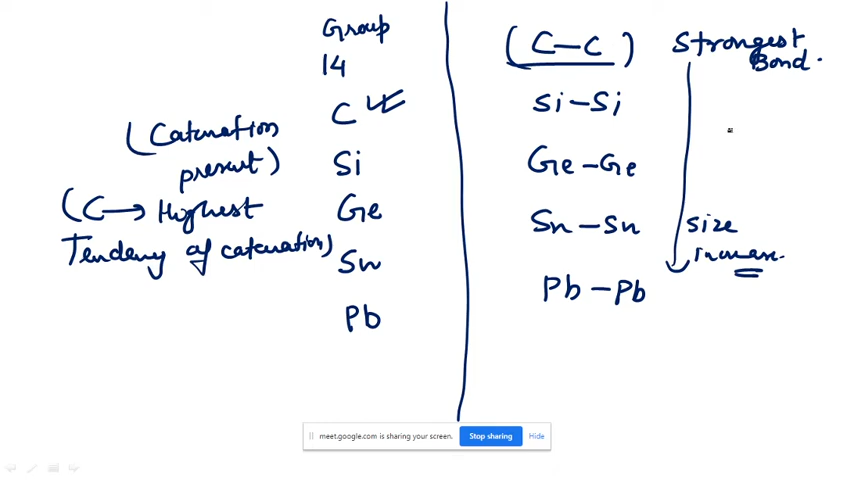 Group
14
C
Si
Ge
Sn
Pb
(Catenation
present)
(C → Highest
Tendency of catenation)
(C-C)
Si-Si
Ge-Ge
Sn-Sn
Pb-Pb
Strongest
Bond.
size
increase.
meet.google.com is sharing your screen.
Stop sharing
Hide